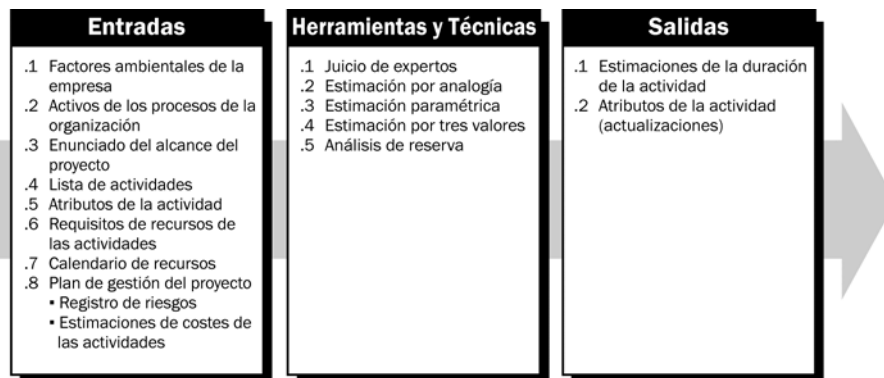 Entradas
.1 Factores ambientales de la
empresa
.2 Activos de los procesos de la
organización
.3 Enunciado del alcance del
proyecto
.4 Lista de actividades
.5 Atributos de la actividad
.6 Requisitos de recursos de
las actividades
.7 Calendario de recursos
.8 Plan de gestión del proyecto
▪ Registro de riesgos
▪ Estimaciones de costes de
las actividades
Herramientas y Técnicas
.1 Juicio de expertos
.2 Estimación por analogía
.3 Estimación paramétrica
.4 Estimación por tres valores
.5 Análisis de reserva
Salidas
.1 Estimaciones de la duración
de la actividad
.2 Atributos de la actividad
(actualizaciones)